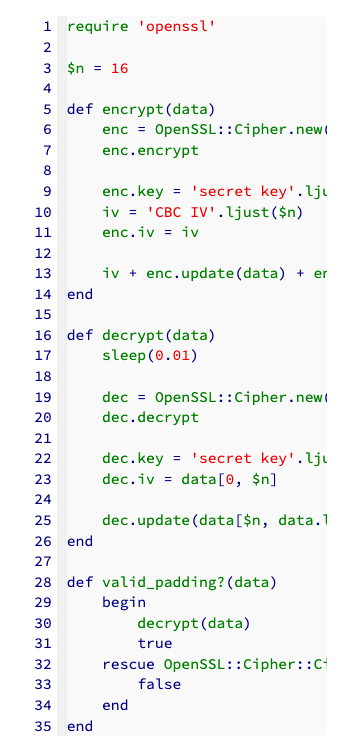 1 require 'openssl'
2
3 $n = 16
4
5 def encrypt(data)
6 enc = OpenSSL::Cipher.new(
7 enc.encrypt
8
9 enc.key = 'secret key'.lju
10 iv = 'CBC IV'.ljust($n)
11 enc.iv = iv
12
13 iv + enc.update(data) + en
14 end
15
16 def decrypt(data)
17 sleep(0.01)
18
19 dec = OpenSSL::Cipher.new(
20 dec.decrypt
21
22 dec.key = 'secret key'.lju
23 dec.iv = data[0, $n]
24
25 dec.update(data[$n, data.l
26 end
27
28 def valid_padding?(data)
29 begin
30 decrypt(data)
31 true
32 rescue OpenSSL::Cipher::Ci
33 false
34 end
35 end